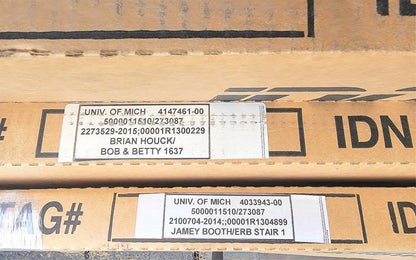 IDN
UNIV. OF MICH 4147461-00
5000011510/273087
2273529-2015;00001R1300229
BRIAN HOUCK/
BOB & BETTY 1637
#
IDN
UNIV. OF MICH 4033943-00
5000011510/273087
2100704-2014;;00001R1304899
JAMEY BOOTH/ERB STAIR 1
TAG#